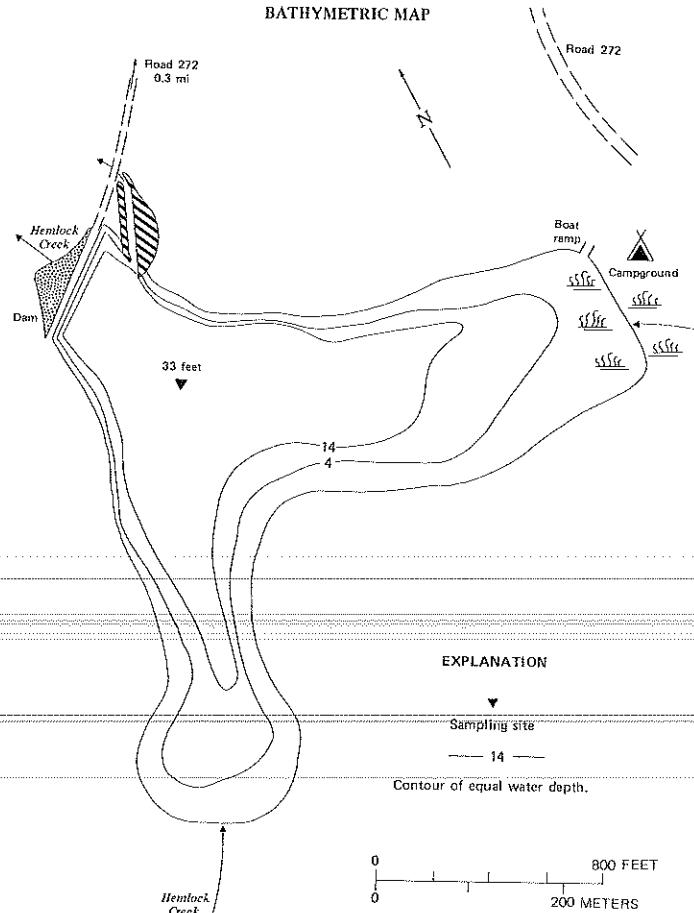 BATHYMETRIC MAP
Road 272
0.3 mi
Road 272
N
Hemlock
Creek
Boat
ramp
Campground
Dam
33 feet
14
4
EXPLANATION
Sampling site
14
Contour of equal water depth.
0
800 FEET
0
200 METERS
Hemlock
Creek